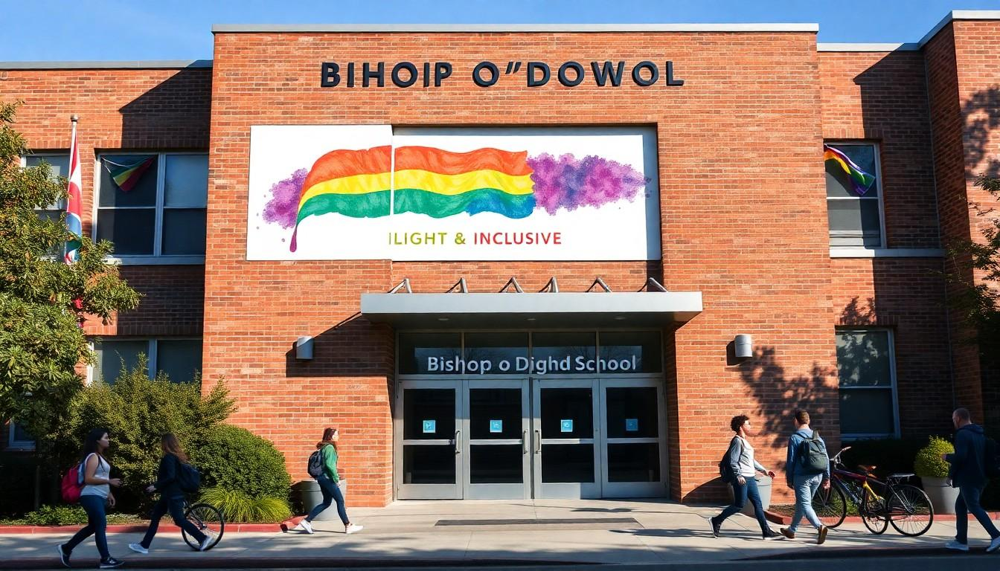 BIHOIP O"DOWOL
ILIGHT & INCLUSIVE
Bishop o Dighd School